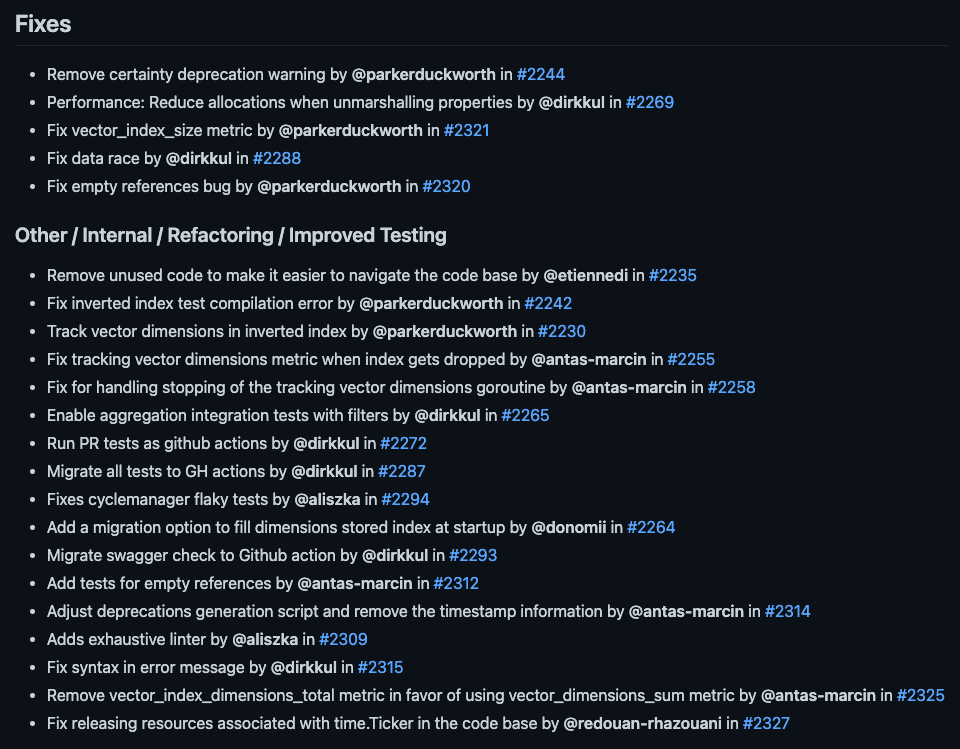 Fixes
• Remove certainty deprecation warning by @parkerduckworth in #2244
• Performance: Reduce allocations when unmarshalling properties by @dirkkul in #2269
• Fix vector_index_size metric by @parkerduckworth in #2321
• Fix data race by @dirkkul in #2288
• Fix empty references bug by @parkerduckworth in #2320
Other / Internal / Refactoring / Improved Testing
• Remove unused code to make it easier to navigate the code base by @etiennedi in #2235
• Fix inverted index test compilation error by @parkerduckworth in #2242
• Track vector dimensions in inverted index by @parkerduckworth in #2230
• Fix tracking vector dimensions metric when index gets dropped by @antas-marcin in #2255
• Fix for handling stopping of the tracking vector dimensions goroutine by @antas-marcin in #2258
• Enable aggregation integration tests with filters by @dirkkul in #2265
• Run PR tests as github actions by @dirkkul in #2272
• Migrate all tests to GH actions by @dirkkul in #2287
• Fixes cyclemanager flaky tests by @aliszka in #2294
• Add a migration option to fill dimensions stored index at startup by @donomii in #2264
• Migrate swagger check to Github action by @dirkkul in #2293
• Add tests for empty references by @antas-marcin in #2312
• Adjust deprecations generation script and remove the timestamp information by @antas-marcin in #2314
• Adds exhaustive linter by @aliszka in #2309
• Fix syntax in error message by @dirkkul in #2315
• Remove vector_index_dimensions_total metric in favor of using vector_dimensions_sum metric by @antas-marcin in #2325
• Fix releasing resources associated with time.Ticker in the code base by @redouan-rhazouani in #2327